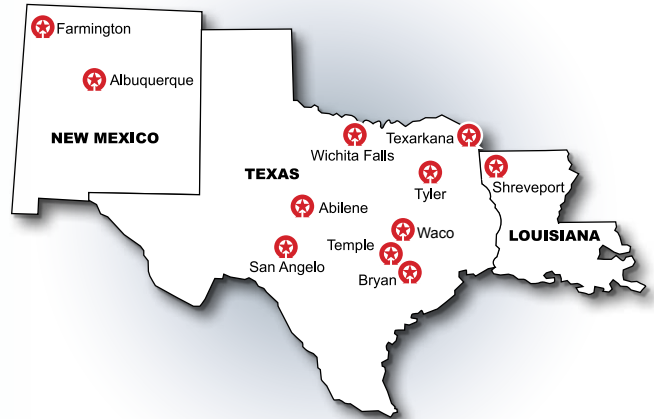 Farmington
Albuquerque
NEW MEXICO
Texarkana
Wichita Falls
TEXAS
Tyler
Shreveport
Abilene
Waco
LOUISIANA
Temple
San Angelo
Bryan